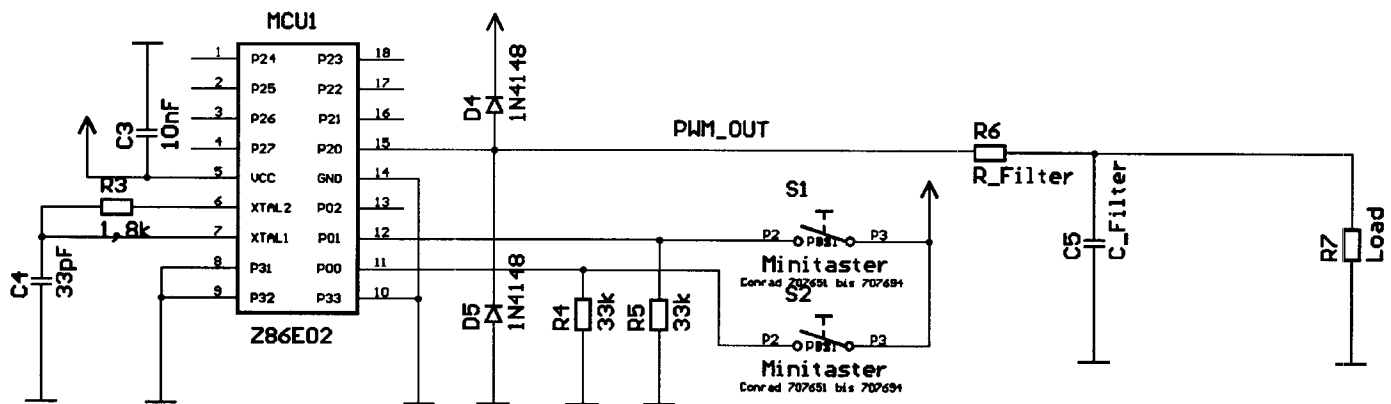 MCU1
1 P24 P23 18
2 P25 P22 17
3 P26 P21 16
4 P27 P20 15
5 VCC GND 14
6 XTAL2 P02 13
7 XTAL1 P01 12
8 P31 P00 11
9 P32 P33 10
Z86E02
C3
10nF
R3
1,8k
C4
33pF
D4
1N4148
D5
1N4148
PWM_OUT
R4
33k
R5
33k
S1
P2 P3
Minitaster
Conrad 707651 bis 707694
S2
P2 P3
Minitaster
Conrad 707651 bis 707694
R6
R_Filter
C5
C_Filter
R7
Load